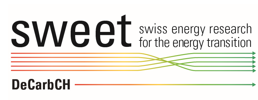 sweet swiss energy research
for the energy transition
DeCarbCH